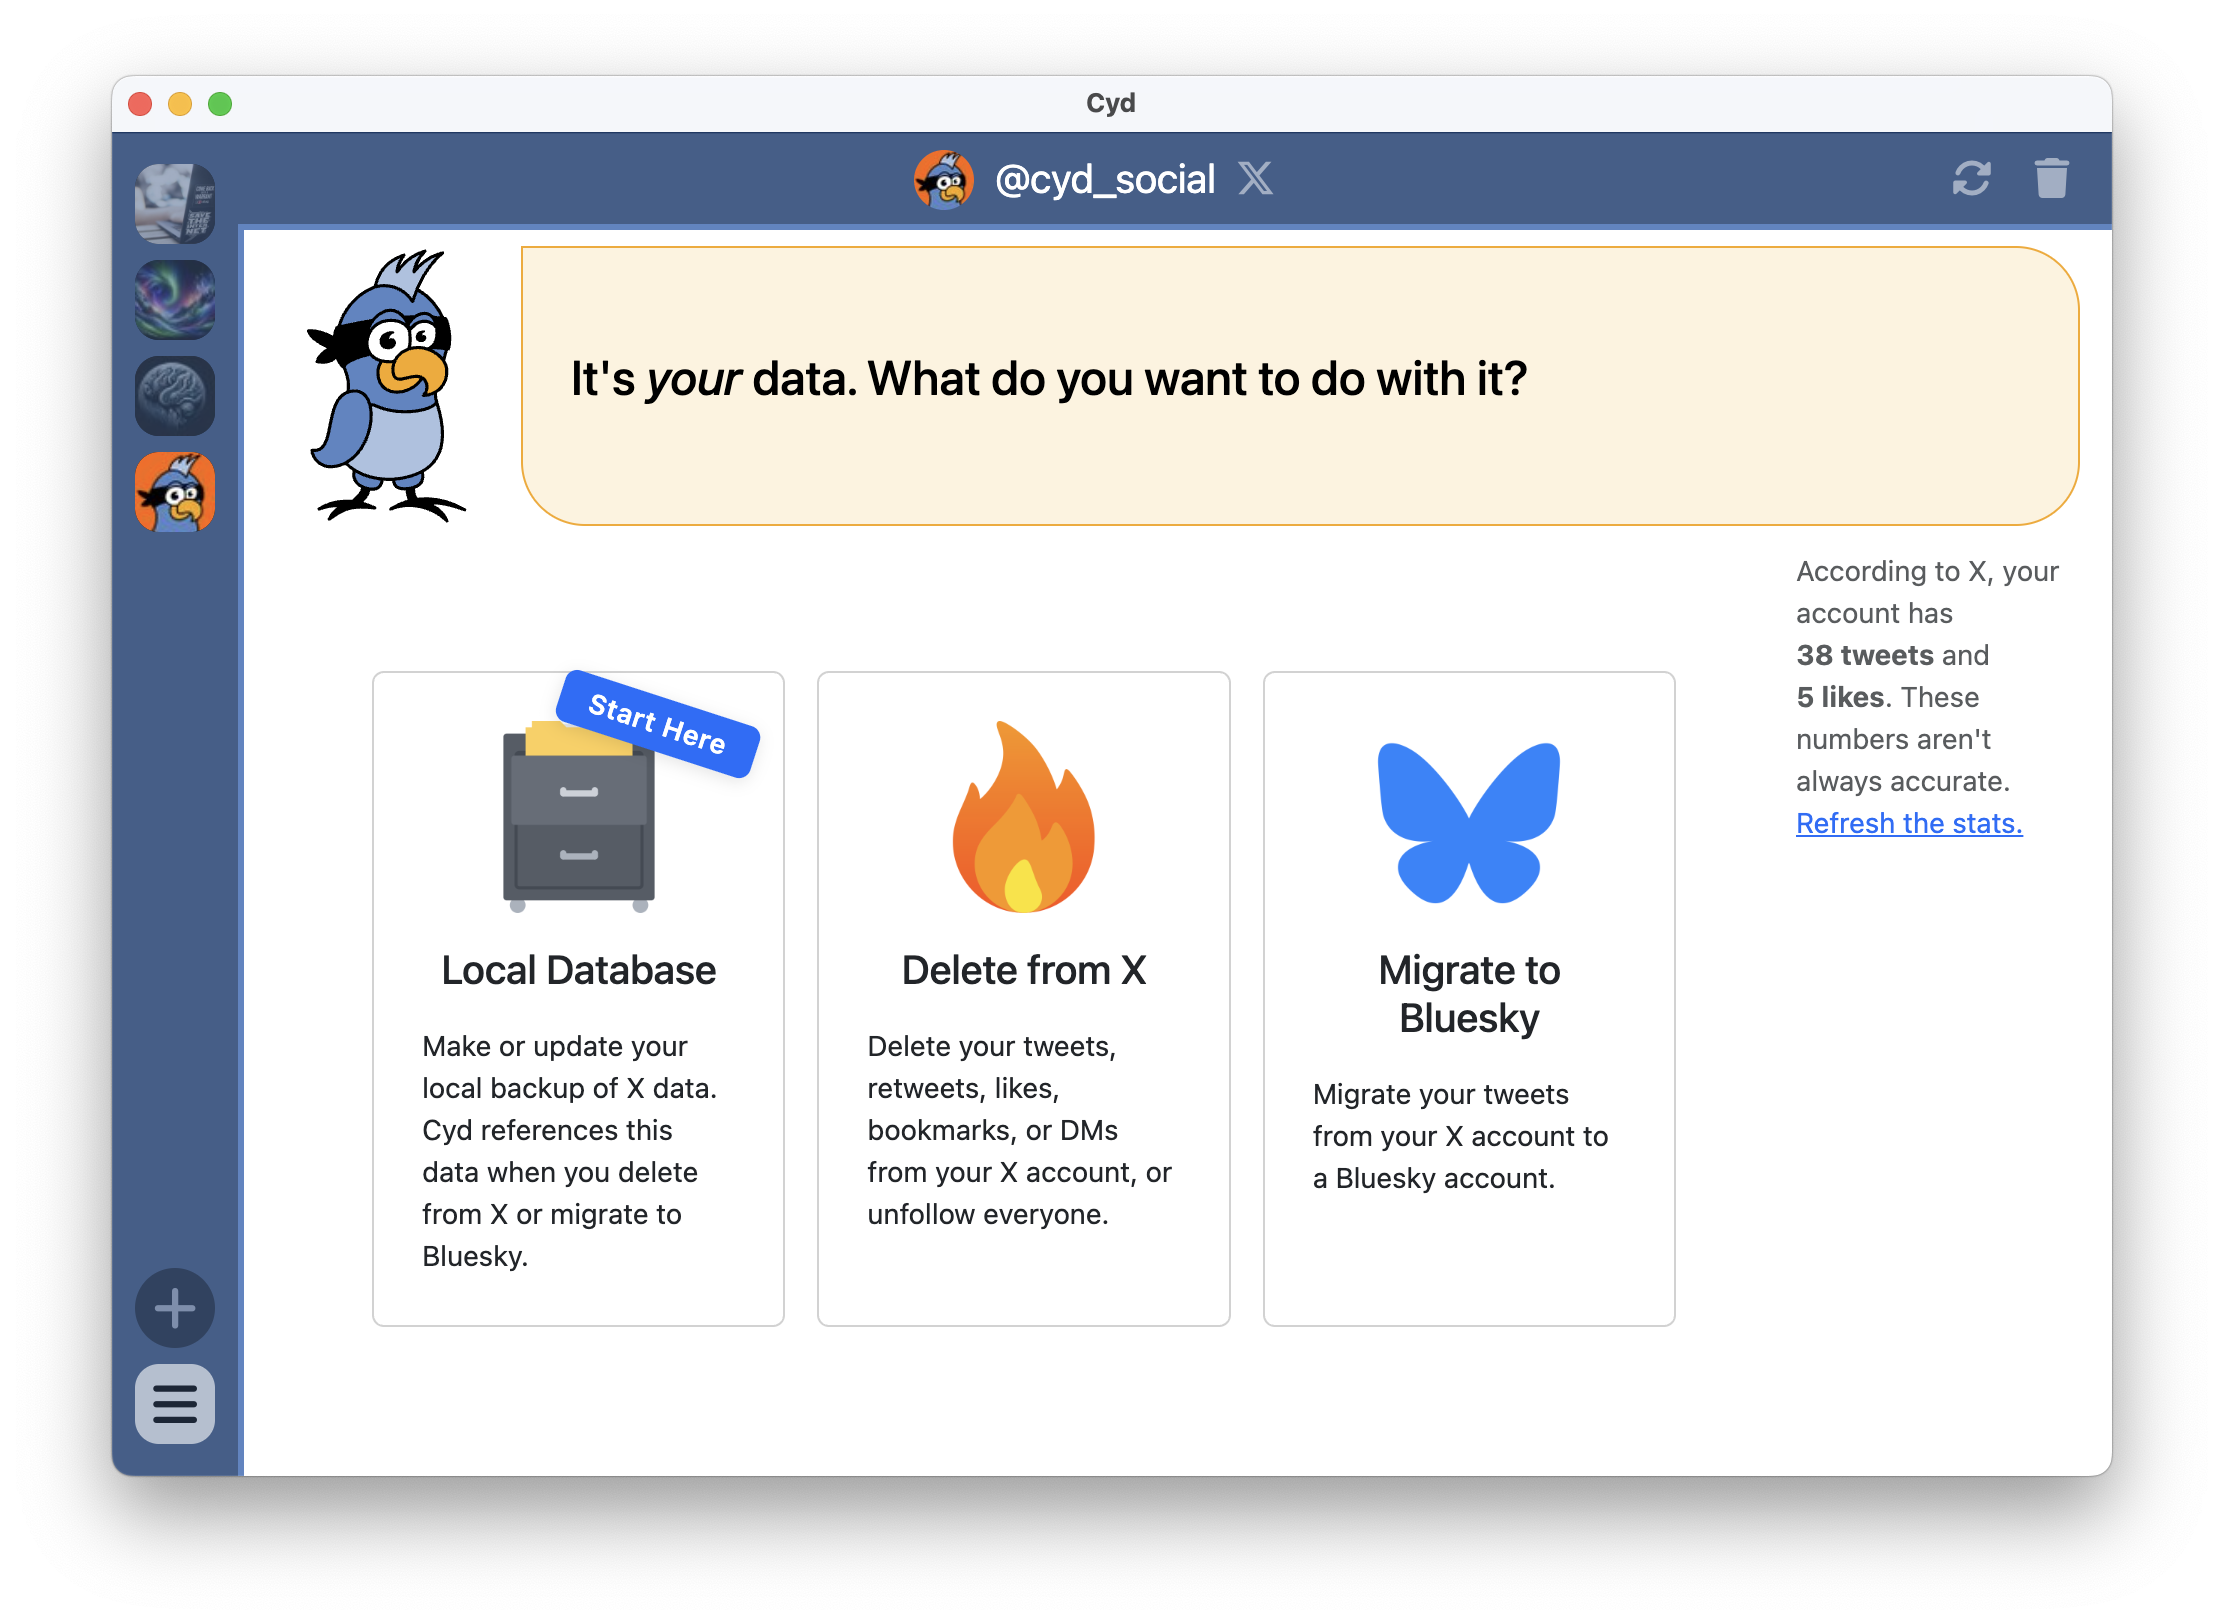 Cyd
@cyd_social
It's your data. What do you want to do with it?
According to X, your
account has
38 tweets and
5 likes. These
numbers aren't
always accurate.
Refresh the stats.
Start Here
Local Database
Make or update your
local backup of X data.
Cyd references this
data when you delete
from X or migrate to
Bluesky.
Delete from X
Delete your tweets,
retweets, likes,
bookmarks, or DMs
from your X account, or
unfollow everyone.
Migrate to
Bluesky
Migrate your tweets
from your X account to
a Bluesky account.